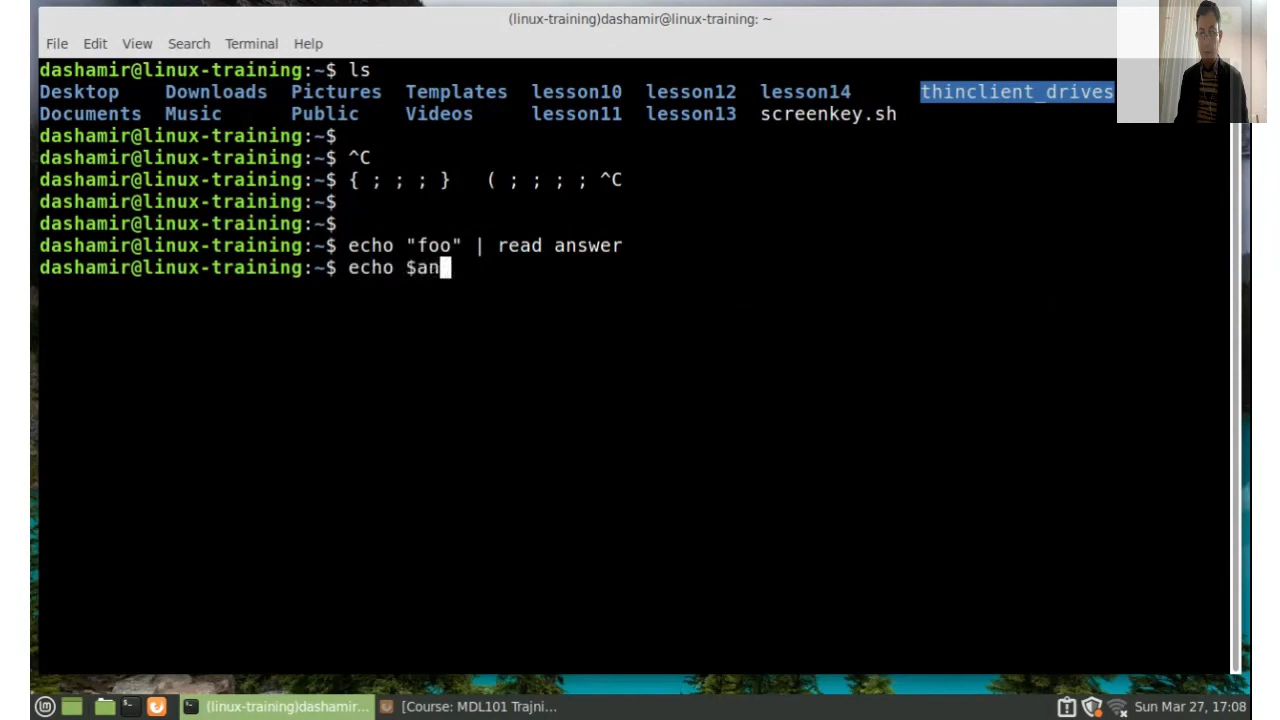 (linux-training)dashamir@linux-training: ~
File Edit View Search Terminal Help
dashamir@linux-training:~$ ls
Desktop Downloads Pictures Templates lesson10 lesson12 lesson14 thinclient_drives
Documents Music Public Videos lesson11 lesson13 screenkey.sh
dashamir@linux-training:~$
dashamir@linux-training:~$ ^C
dashamir@linux-training:~$ { ; ; ; } ( ; ; ; ; ^C
dashamir@linux-training:~$
dashamir@linux-training:~$
dashamir@linux-training:~$ echo "foo" | read answer
dashamir@linux-training:~$ echo $an
(linux-training)dashamir... [Course: MDL101 Trajni... Sun Mar 27, 17:08